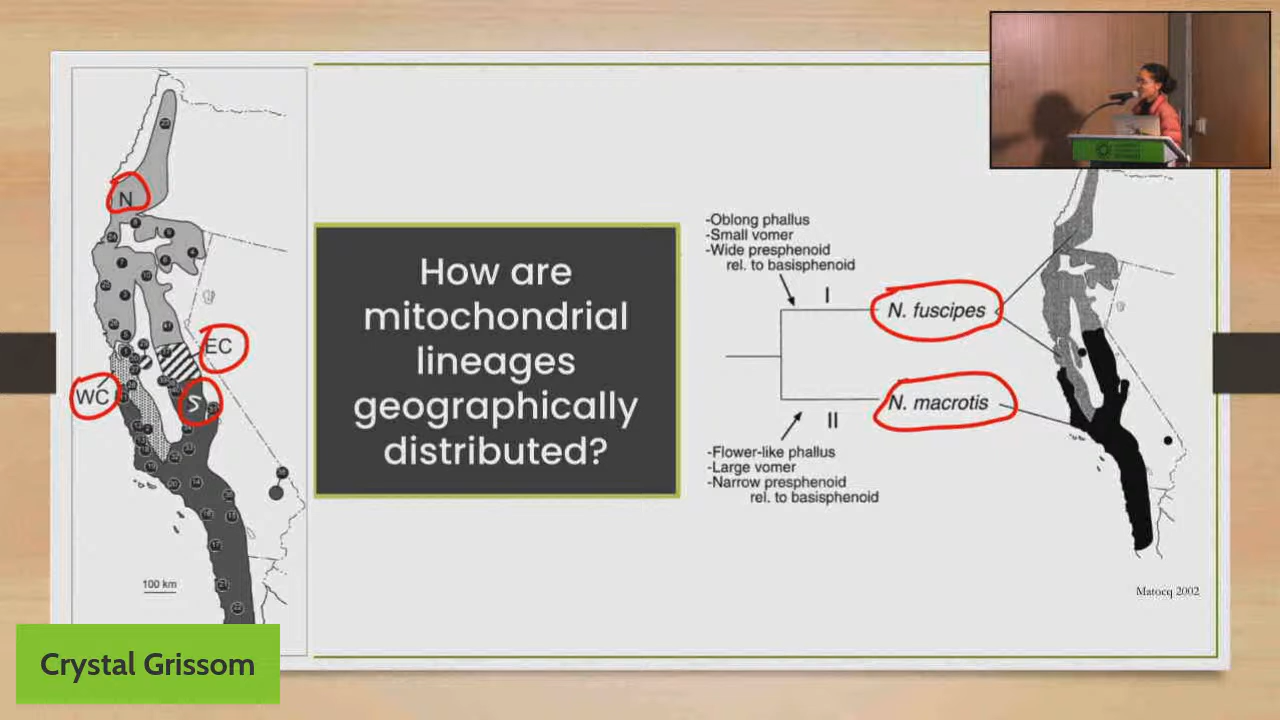 N
EC
WC
S
100 km
How are
mitochondrial
lineages
geographically
distributed?
-Oblong phallus
-Small vomer
-Wide presphenoid
rel. to basisphenoid
I
N. fuscipes
N. macrotis
II
-Flower-like phallus
-Large vomer
-Narrow presphenoid
rel. to basisphenoid
Matocq 2002
Crystal Grissom